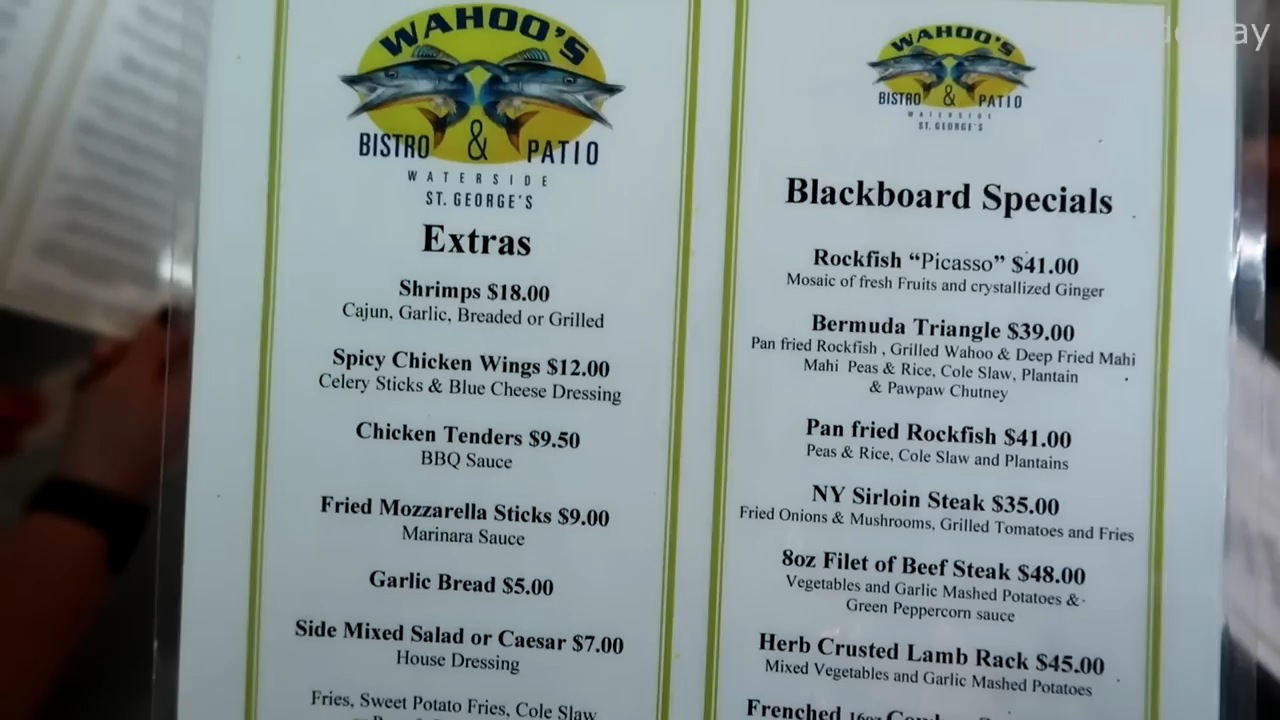 WAHOO'S
BISTRO & PATIO
WATERSIDE
ST. GEORGE'S
Extras
Shrimps $18.00
Cajun, Garlic, Breaded or Grilled
Spicy Chicken Wings $12.00
Celery Sticks & Blue Cheese Dressing
Chicken Tenders $9.50
BBQ Sauce
Fried Mozzarella Sticks $9.00
Marinara Sauce
Garlic Bread $5.00
Side Mixed Salad or Caesar $7.00
House Dressing
Fries, Sweet Potato Fries, Cole Slaw
WAHOO'S
BISTRO & PATIO
WATERSIDE
ST. GEORGE'S
Blackboard Specials
Rockfish “Picasso” $41.00
Mosaic of fresh Fruits and crystallized Ginger
Bermuda Triangle $39.00
Pan fried Rockfish , Grilled Wahoo & Deep Fried Mahi
Mahi Peas & Rice, Cole Slaw, Plantain
& Pawpaw Chutney
Pan fried Rockfish $41.00
Peas & Rice, Cole Slaw and Plantains
NY Sirloin Steak $35.00
Fried Onions & Mushrooms, Grilled Tomatoes and Fries
8oz Filet of Beef Steak $48.00
Vegetables and Garlic Mashed Potatoes &
Green Peppercorn sauce
Herb Crusted Lamb Rack $45.00
Mixed Vegetables and Garlic Mashed Potatoes
Frenched 16oz